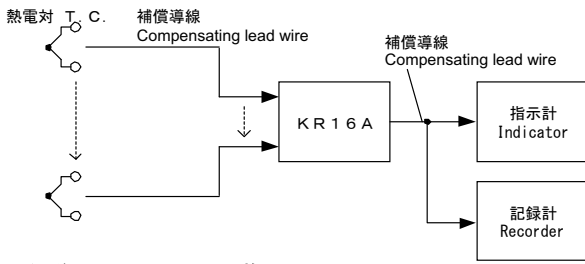 熱電対 T.C.
補償導線
Compensating lead wire
補償導線
Compensating lead wire
KR16A
指示計
Indicator
記録計
Recorder